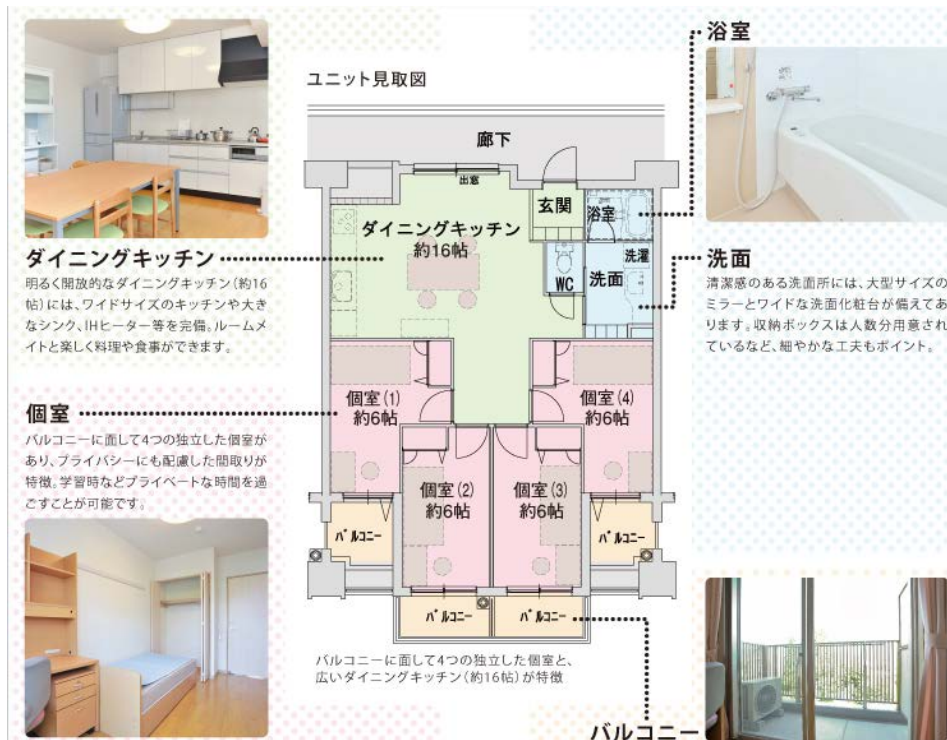 浴室
ユニット見取図
廊下
出窓
玄関
浴室
ダイニングキッチン
約16帖
洗濯
洗面
WC
ダイニングキッチン
明るく開放的なダイニングキッチン(約16
帖)には、ワイドサイズのキッチンや大き
なシンク、IHヒーター等を完備。ルームメ
イトと楽しく料理や食事ができます。
洗面
清潔感のある洗面所には、大型サイズの
ミラーとワイドな洗面化粧台が備えてあ
ります。収納ボックスは人数分用意され
ているなど、細やかな工夫もポイント。
個室
バルコニーに面して4つの独立した個室が
あり、プライバシーにも配慮した間取りが
特徴。学習時などプライベートな時間を過
ごすことが可能です。
個室(1)
約6帖
個室(4)
約6帖
個室(2)
約6帖
個室(3)
約6帖
バルコニー
バルコニー
バルコニー
バルコニー
バルコニーに面して4つの独立した個室と、
広いダイニングキッチン(約16帖)が特徴
バルコニー